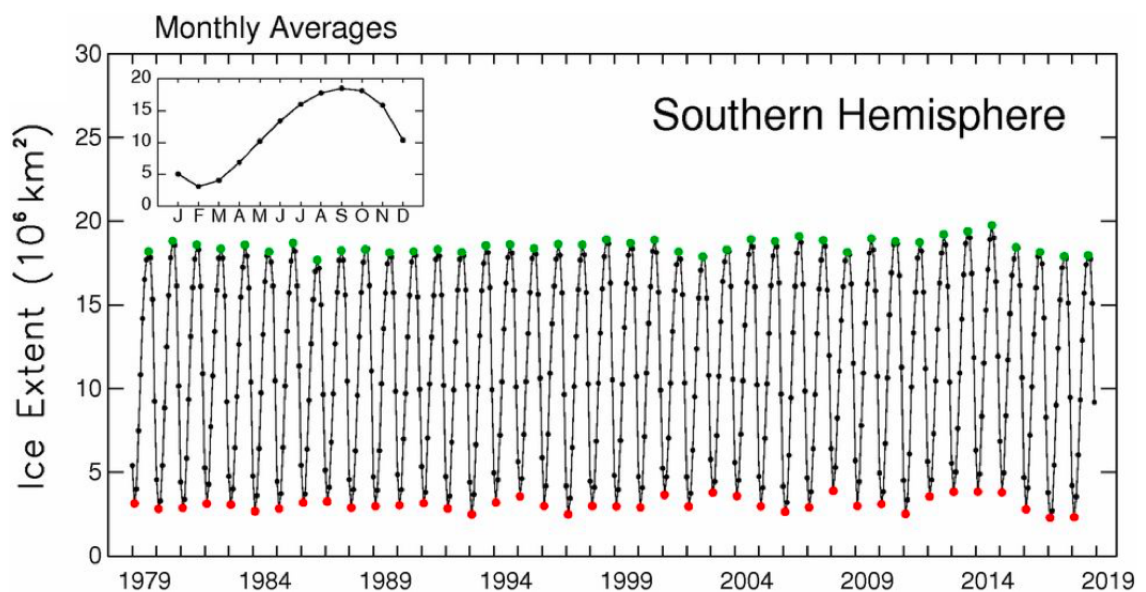 Monthly Averages
Southern Hemisphere
Ice Extent (10⁶ km²)
30
25
20
15
10
5
0
20
15
10
5
0
J F M A M J J A S O N D
1979 1984 1989 1994 1999 2004 2009 2014 2019